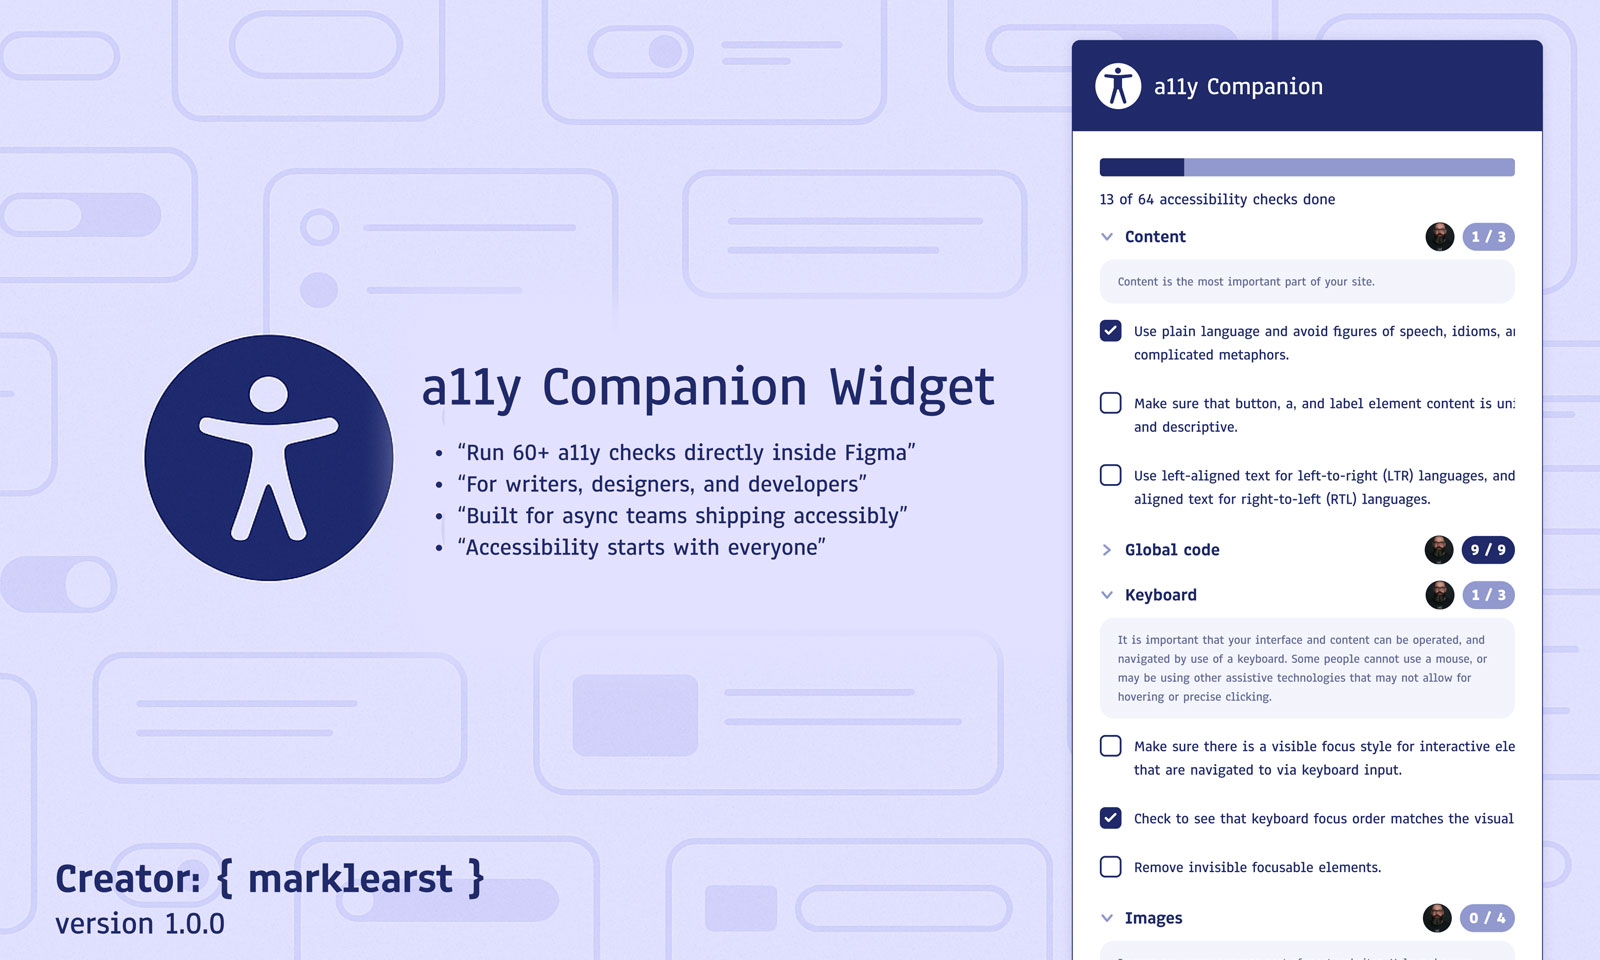 a11y Companion Widget
• “Run 60+ a11y checks directly inside Figma”
• “For writers, designers, and developers”
• “Built for async teams shipping accessibly”
• “Accessibility starts with everyone”
Creator: { marklearst }
version 1.0.0
a11y Companion
13 of 64 accessibility checks done
Content 1 / 3
Content is the most important part of your site.
Use plain language and avoid figures of speech, idioms,
complicated metaphors.
Make sure that button, a, and label element content is
and descriptive.
Use left-aligned text for left-to-right (LTR) languages, and
aligned text for right-to-left (RTL) languages.
Global code 9 / 9
Keyboard 1 / 3
It is important that your interface and content can be operated, and
navigated by use of a keyboard. Some people cannot use a mouse, or
may be using other assistive technologies that may not allow for
hovering or precise clicking.
Make sure there is a visible focus style for interactive
that are navigated to via keyboard input.
Check to see that keyboard focus order matches the visual
Remove invisible focusable elements.
Images 0 / 4